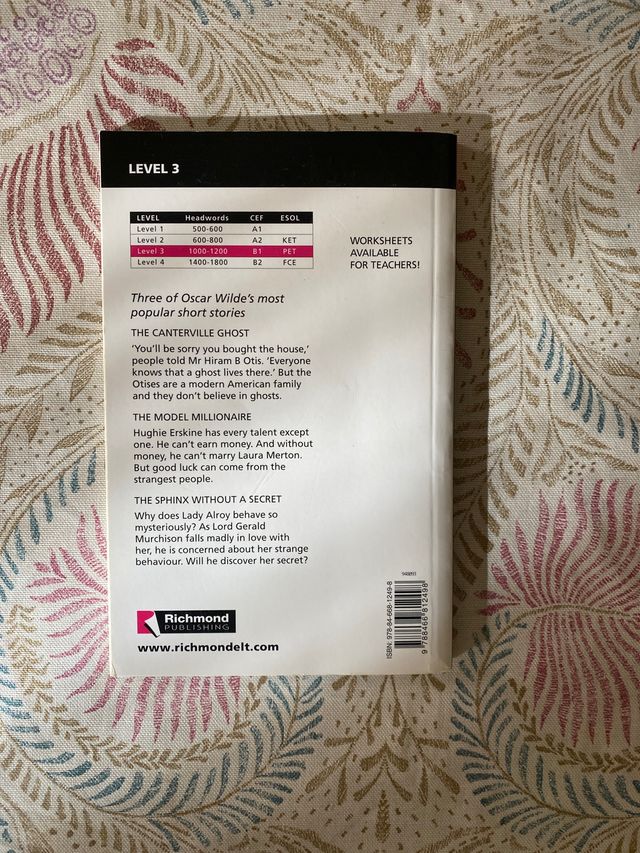 LEVEL 3
LEVEL Headwords CEF ESOL
Level 1 500-600 A1
Level 2 600-800 A2 KET
Level 3 1000-1200 B1 PET
Level 4 1400-1800 B2 FCE
WORKSHEETS
AVAILABLE
FOR TEACHERS!
Three of Oscar Wilde's most
popular short stories
THE CANTERVILLE GHOST
'You'll be sorry you bought the house,'
people told Mr Hiram B Otis. 'Everyone
knows that a ghost lives there.' But the
Otises are a modern American family
and they don't believe in ghosts.
THE MODEL MILLIONAIRE
Hughie Erskine has every talent except
one. He can't earn money. And without
money, he can't marry Laura Merton.
But good luck can come from the
strangest people.
THE SPHINX WITHOUT A SECRET
Why does Lady Alroy behave so
mysteriously? As Lord Gerald
Murchison falls madly in love with
her, he is concerned about her strange
behaviour. Will he discover her secret?
Richmond
PUBLISHING
www.richmondelt.com
ISBN: 978-84-668-1249-8
9 788466 812498